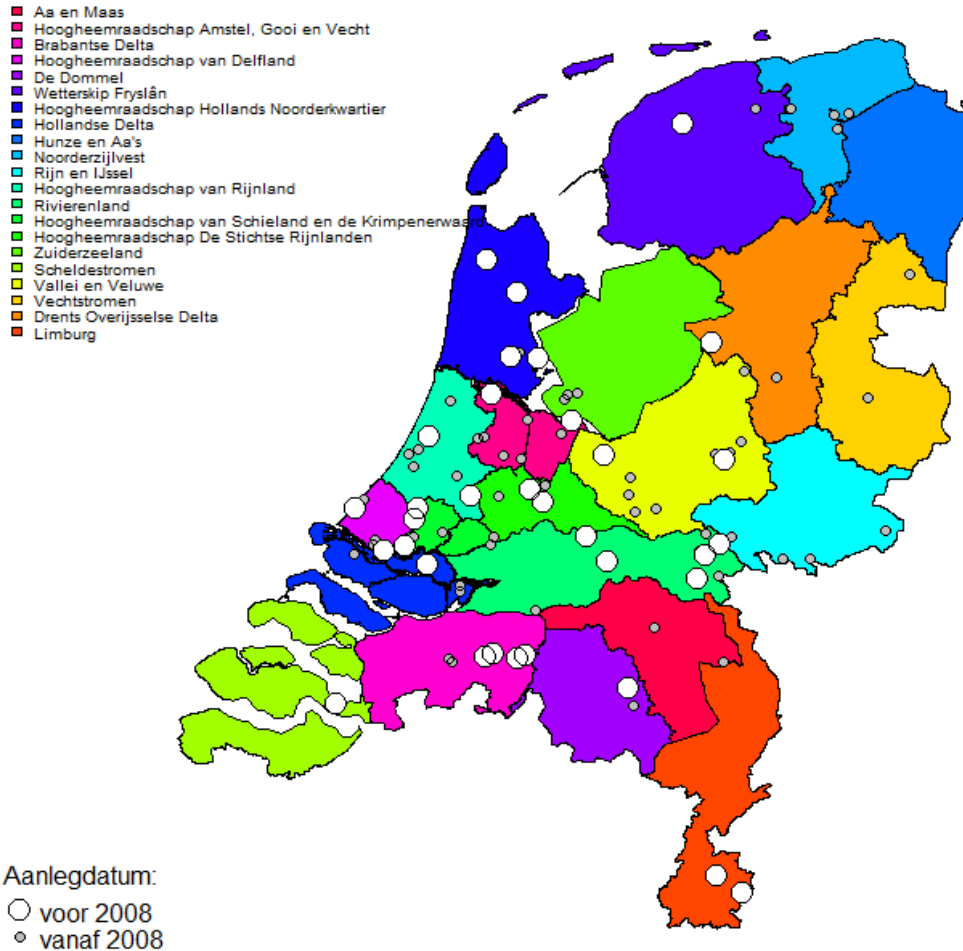 Aa en Maas
Hoogheemraadschap Amstel, Gooi en Vecht
Brabantse Delta
Hoogheemraadschap van Delfland
De Dommel
Wetterskip Fryslân
Hoogheemraadschap Hollands Noorderkwartier
Hollandse Delta
Hunze en Aa's
Noorderzijlvest
Rijn en IJssel
Hoogheemraadschap van Rijnland
Rivierenland
Hoogheemraadschap van Schieland en de Krimpenerwaard
Hoogheemraadschap De Stichtse Rijnlanden
Zuiderzeeland
Scheldestromen
Vallei en Veluwe
Vechtstromen
Drents Overijsselse Delta
Limburg
Aanlegdatum:
voor 2008
vanaf 2008